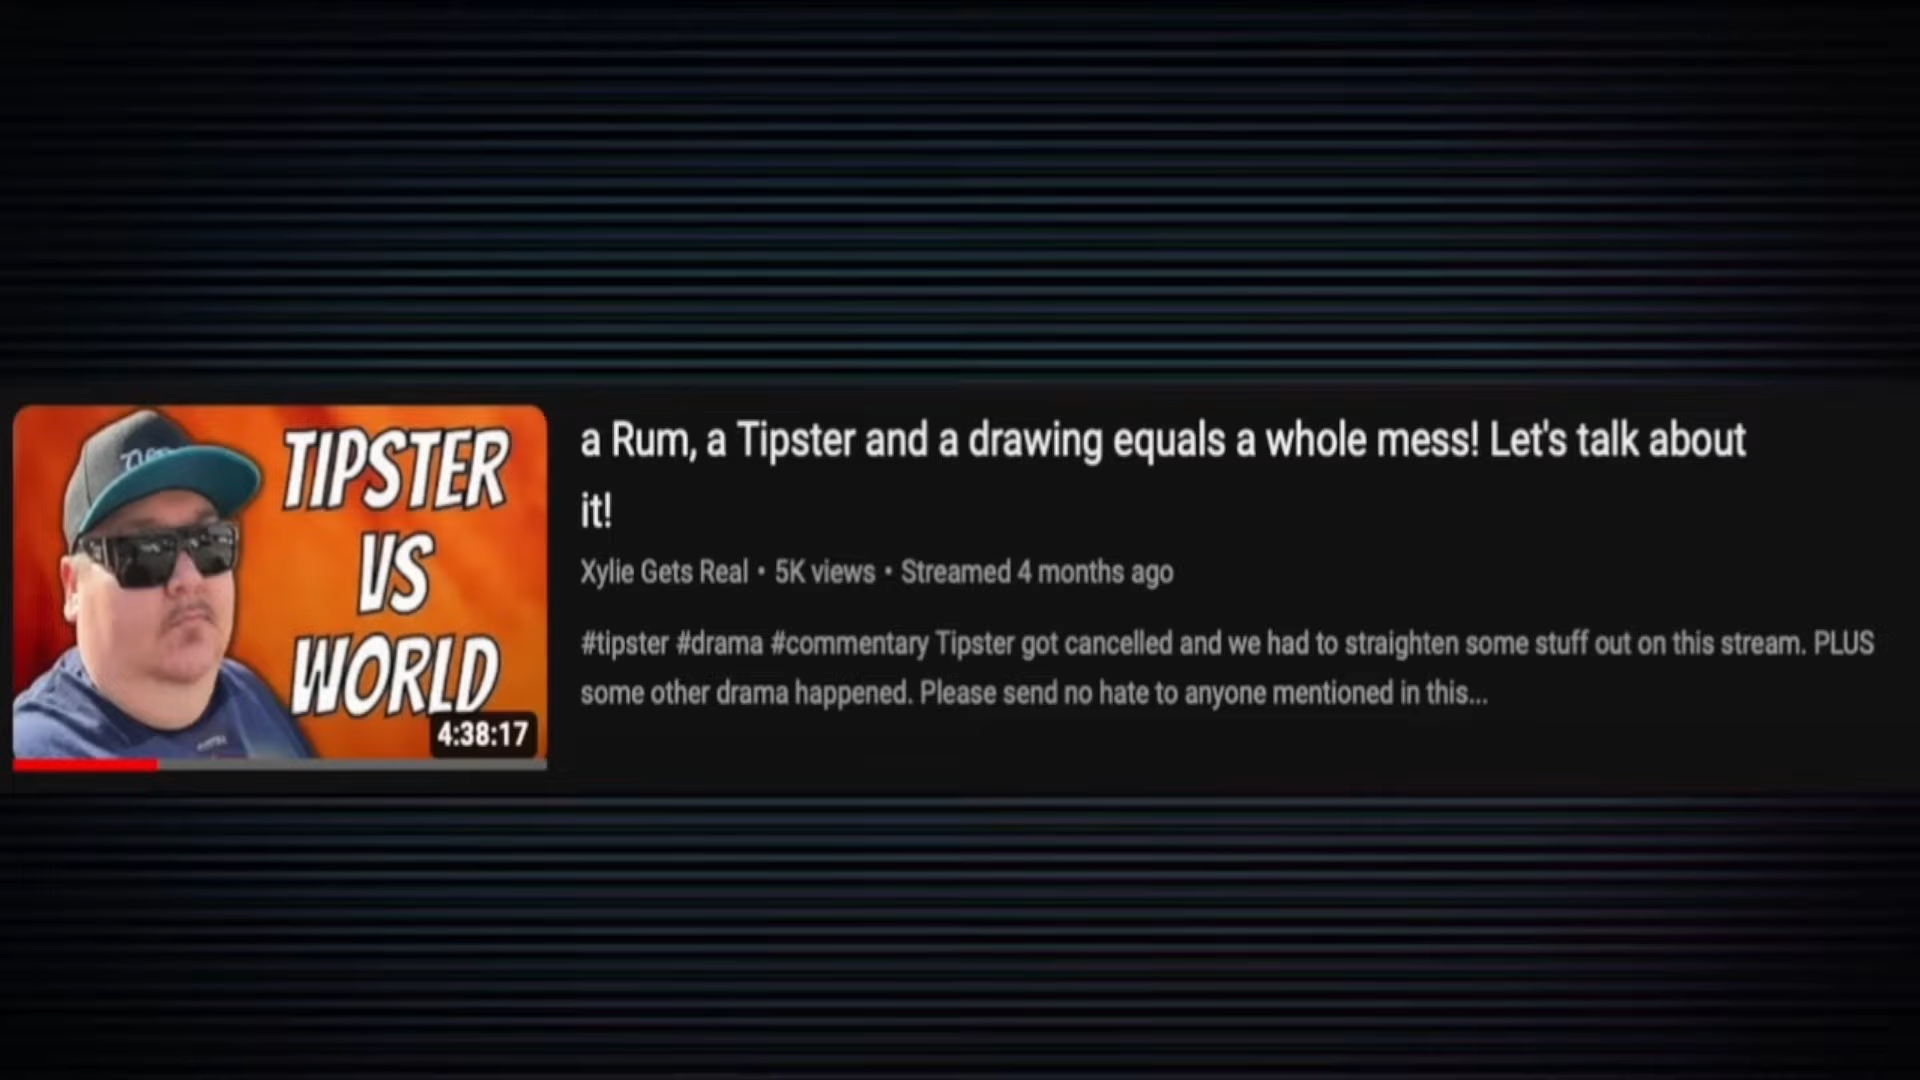 TIPSTER
VS
WORLD
4:38:17
a Rum, a Tipster and a drawing equals a whole mess! Let's talk about
it!
Xylie Gets Real • 5K views • Streamed 4 months ago
#tipster #drama #commentary Tipster got cancelled and we had to straighten some stuff out on this stream. PLUS
some other drama happened. Please send no hate to anyone mentioned in this...